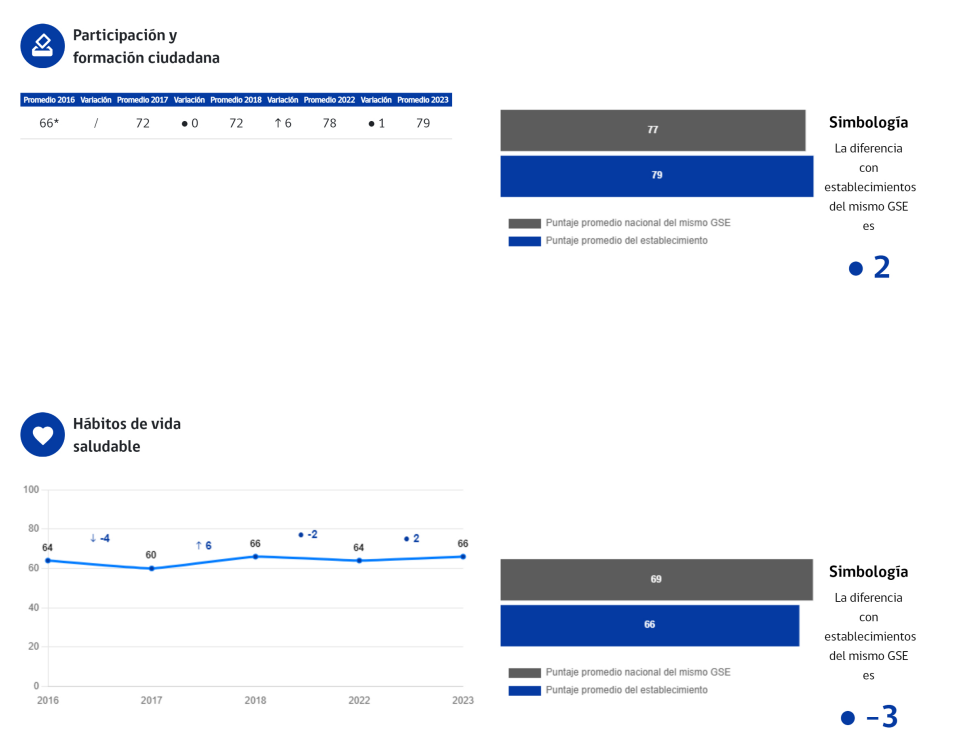 Participación y
formación ciudadana
Promedio 2016 Variación Promedio 2017 Variación Promedio 2018 Variación Promedio 2022 Variación Promedio 2023
66* / 72 ● 0 72 ↑ 6 78 ● 1 79
77
79
Puntaje promedio nacional del mismo GSE
Puntaje promedio del establecimiento
Simbología
La diferencia
con
establecimientos
del mismo GSE
es
● 2
Hábitos de vida
saludable
100
80
60
40
20
0
64
↓ -4
60
↑ 6
66
● -2
64
● 2
66
2016 2017 2018 2022 2023
69
66
Puntaje promedio nacional del mismo GSE
Puntaje promedio del establecimiento
Simbología
La diferencia
con
establecimientos
del mismo GSE
es
● -3